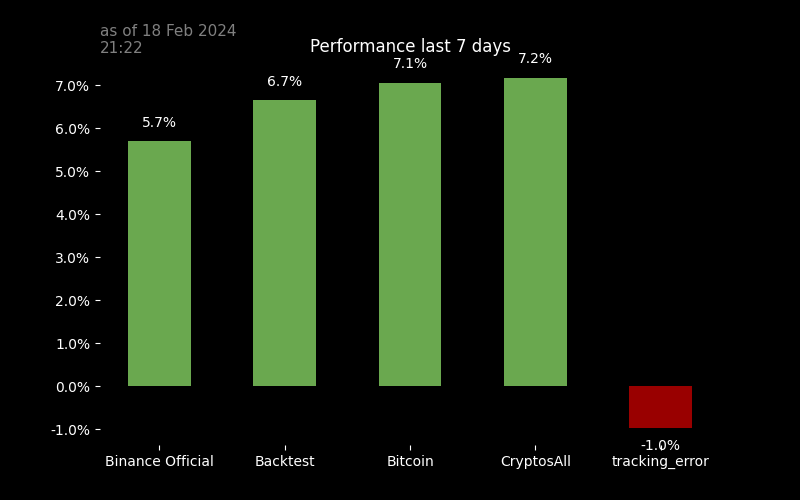 as of 18 Feb 2024
21:22
Performance last 7 days
5.7%
6.7%
7.1%
7.2%
-1.0%
7.0%
6.0%
5.0%
4.0%
3.0%
2.0%
1.0%
0.0%
-1.0%
Binance Official
Backtest
Bitcoin
CryptosAll
tracking_error